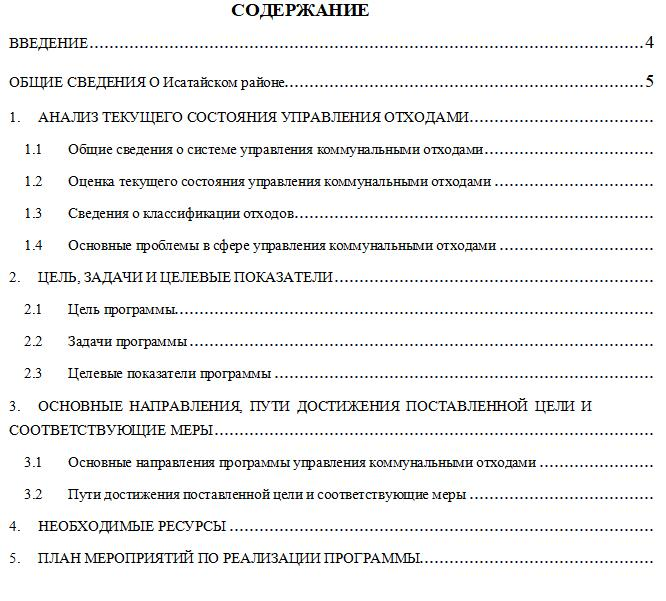 СОДЕРЖАНИЕ
ВВЕДЕНИЕ.......................................................................................................4
ОБЩИЕ СВЕДЕНИЯ О Исатайском районе.....................................................................5
1. АНАЛИЗ ТЕКУЩЕГО СОСТОЯНИЯ УПРАВЛЕНИЯ ОТХОДАМИ..................................
1.1 Общие сведения о системе управления коммунальными отходами...............................
1.2 Оценка текущего состояния управления коммунальными отходами .............................
1.3 Сведения о классификации отходов...................................................................
1.4 Основные проблемы в сфере управления коммунальными отходами ............................
2. ЦЕЛЬ, ЗАДАЧИ И ЦЕЛЕВЫЕ ПОКАЗАТЕЛИ............................................................
2.1 Цель программы............................................................................................
2.2 Задачи программы.........................................................................................
2.3 Целевые показатели программы .......................................................................
3. ОСНОВНЫЕ НАПРАВЛЕНИЯ, ПУТИ ДОСТИЖЕНИЯ ПОСТАВЛЕННОЙ ЦЕЛИ И
СООТВЕТСТВУЮЩИЕ МЕРЫ.................................................................................
3.1 Основные направления программы управления коммунальными отходами .....................
3.2 Пути достижения поставленной цели и соответствующие меры ..................................
4. НЕОБХОДИМЫЕ РЕСУРСЫ ................................................................................
5. ПЛАН МЕРОПРИЯТИЙ ПО РЕАЛИЗАЦИИ ПРОГРАММЫ............................................